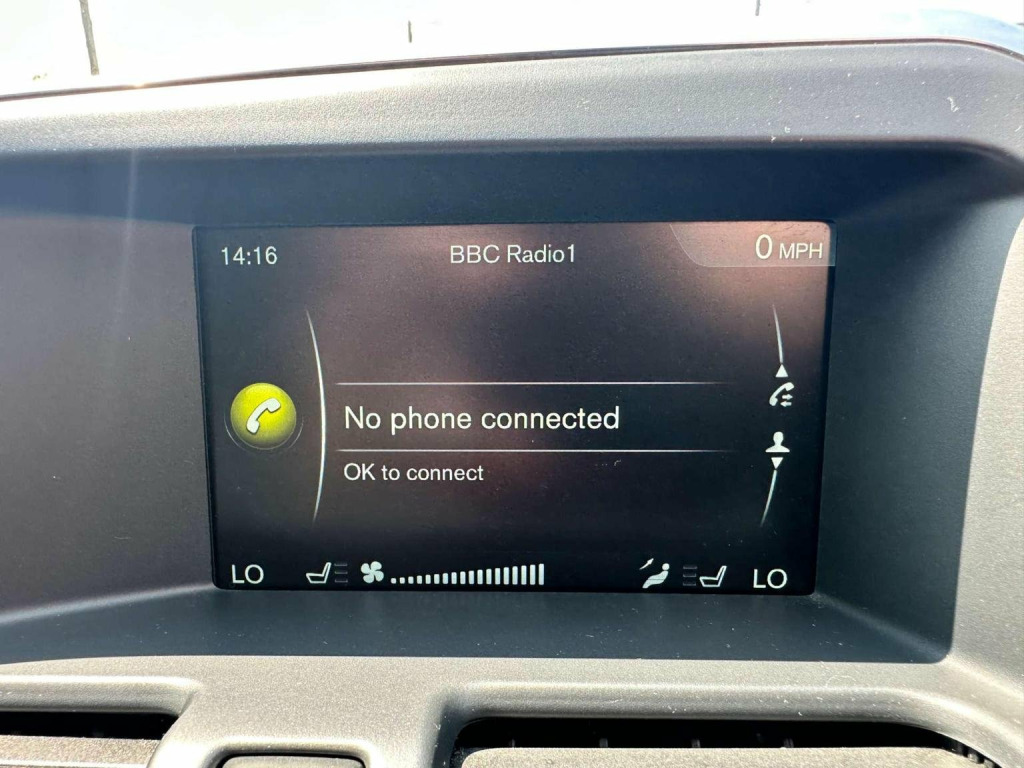 14:16 BBC Radio1 0 MPH
No phone connected
OK to connect
LO LO